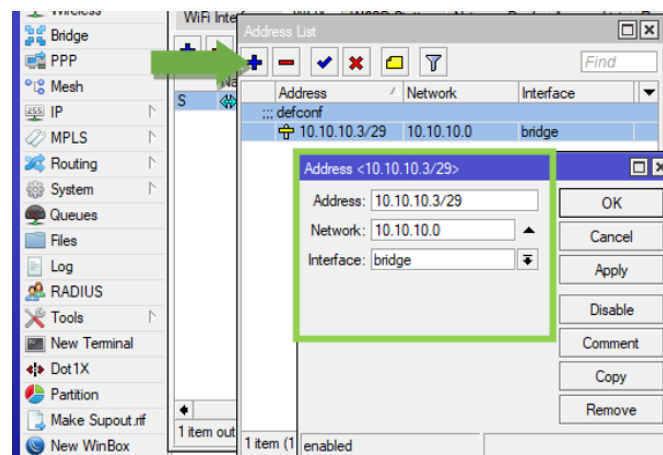 Bridge
PPP
Mesh
IP
MPLS
Routing
System
Queues
Files
Log
RADIUS
Tools
New Terminal
Dot1X
Partition
Make Supout.rif
New WinBox
S
1 item out
Address List
Find
Address Network Interface
::: defconf
10.10.10.3/29 10.10.10.0 bridge
1 item (1
Address <10.10.10.3/29>
Address: 10.10.10.3/29
Network: 10.10.10.0
Interface: bridge
OK
Cancel
Apply
Disable
Comment
Copy
Remove
enabled